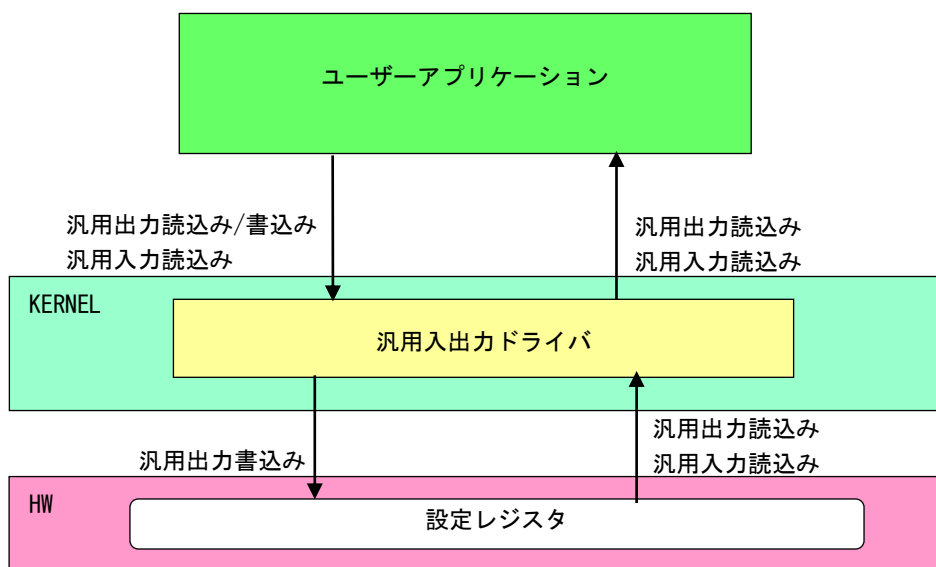 ユーザーアプリケーション
汎用出力読込み/書込み
汎用入力読込み
汎用出力読込み
汎用入力読込み
KERNEL
汎用入出力ドライバ
汎用出力書込み
汎用出力読込み
汎用入力読込み
HW
設定レジスタ